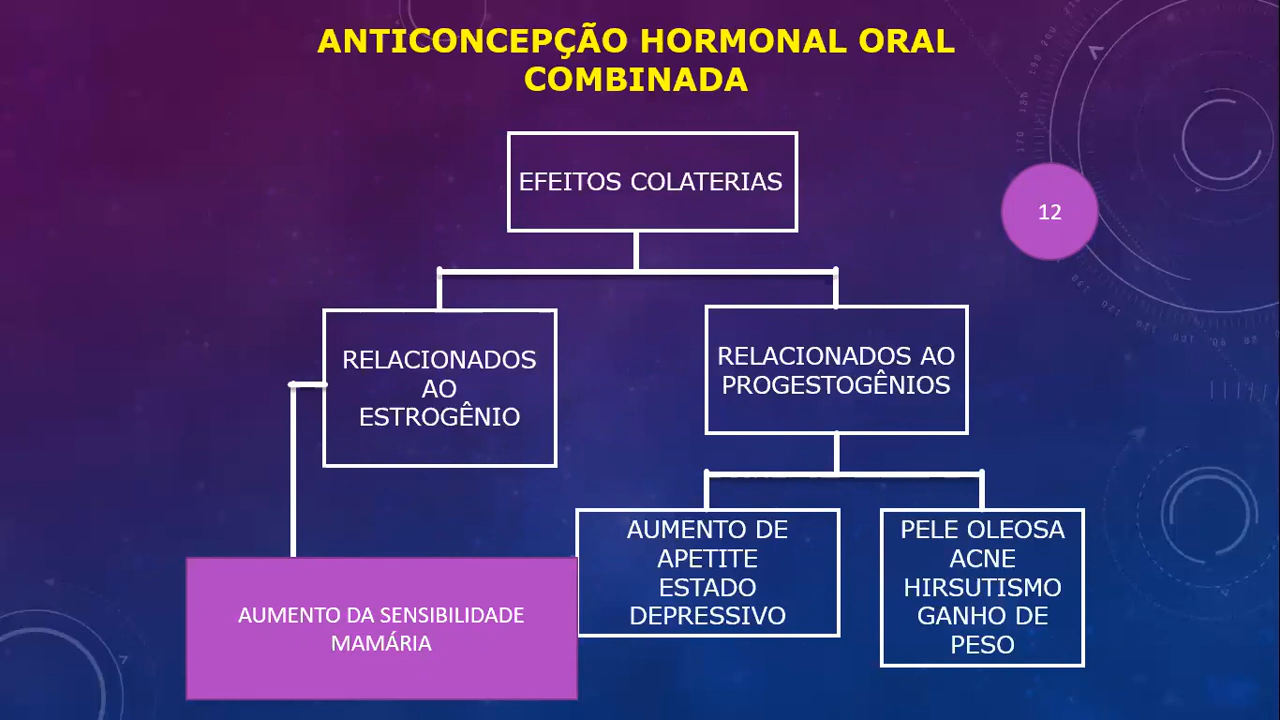 ANTICONCEPÇÃO HORMONAL ORAL
COMBINADA
EFEITOS COLATERIAS
12
RELACIONADOS
AO
ESTROGÊNIO
RELACIONADOS AO
PROGESTOGÊNIOS
AUMENTO DA SENSIBILIDADE
MAMÁRIA
AUMENTO DE
APETITE
ESTADO
DEPRESSIVO
PELE OLEOSA
ACNE
HIRSUTISMO
GANHO DE
PESO